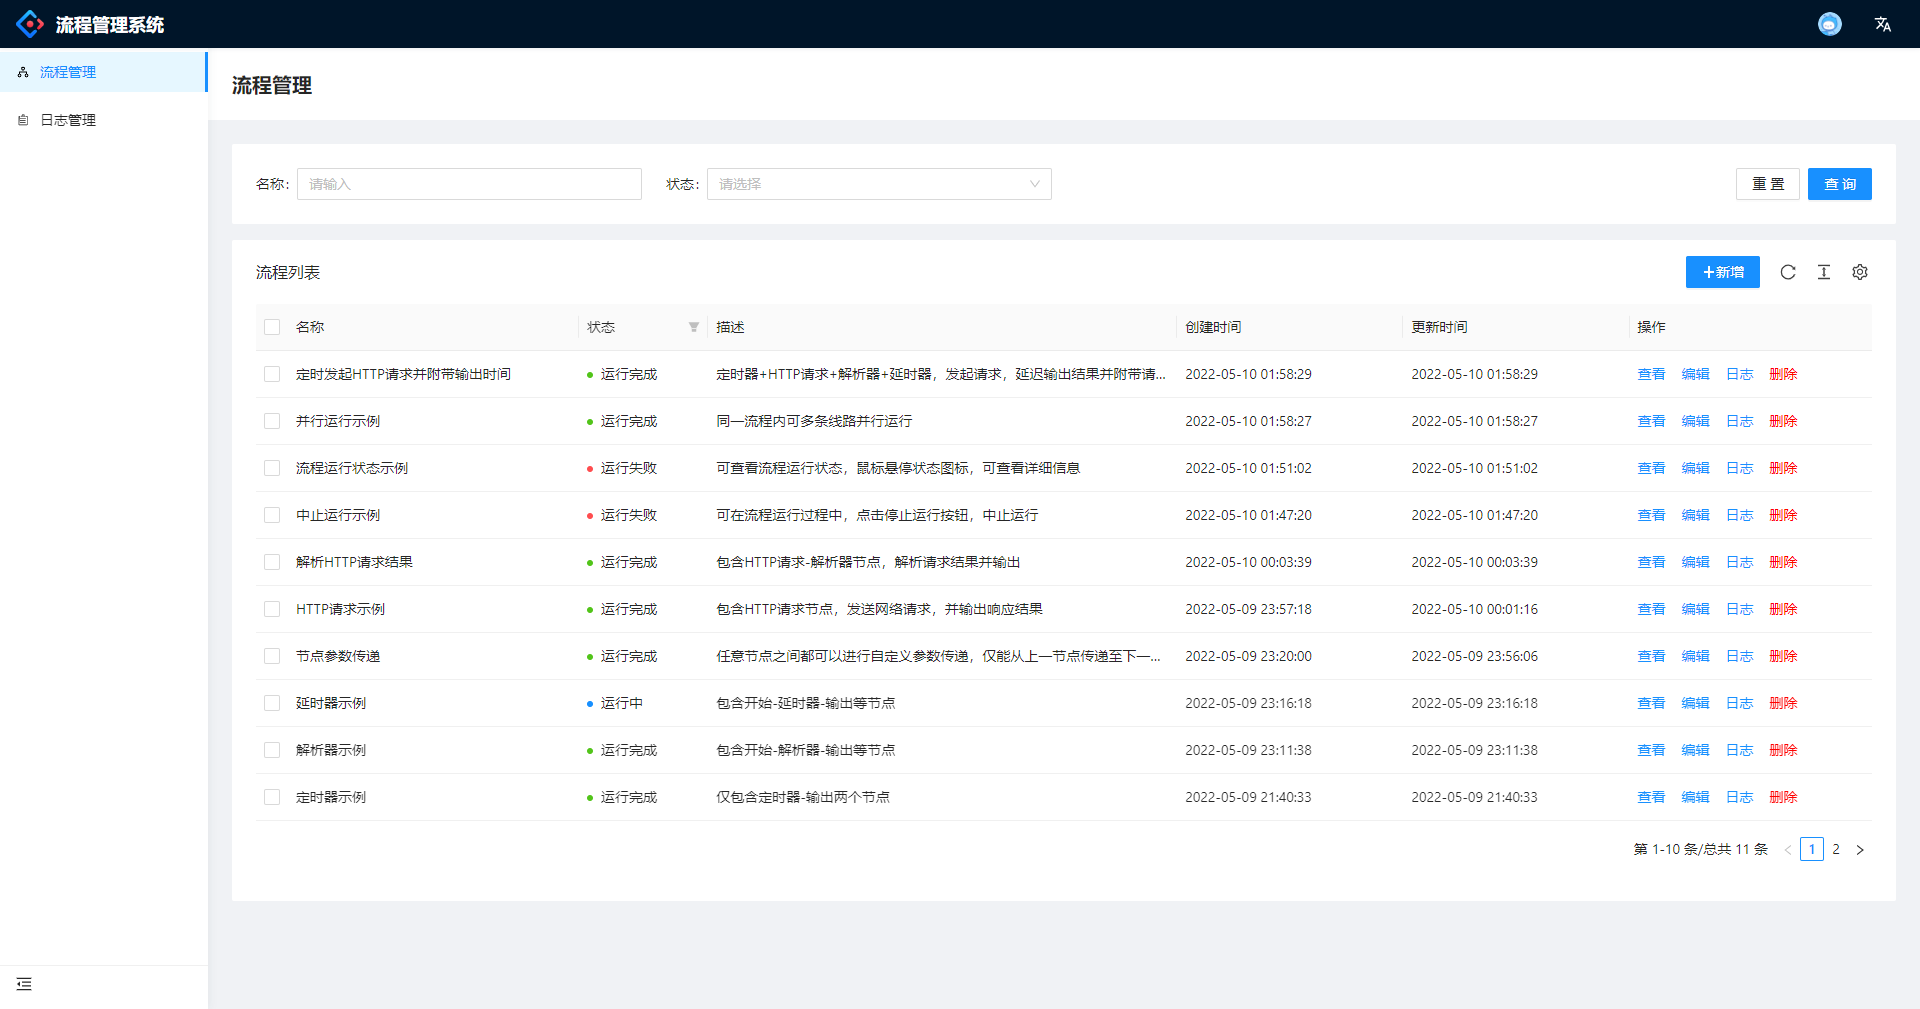 流程管理系统
流程管理
日志管理
流程管理
名称: 请输入 状态: 请选择 重 置 查 询
流程列表 +新增
名称 状态 描述 创建时间 更新时间 操作
定时发起HTTP请求并附带输出时间 运行完成 定时器+HTTP请求+解析器+延时器，发起请求，延迟输出结果并附带请... 2022-05-10 01:58:29 2022-05-10 01:58:29 查看 编辑 日志 删除
并行运行示例 运行完成 同一流程内可多条线路并行运行 2022-05-10 01:58:27 2022-05-10 01:58:27 查看 编辑 日志 删除
流程运行状态示例 运行失败 可查看流程运行状态，鼠标悬停状态图标，可查看详细信息 2022-05-10 01:51:02 2022-05-10 01:51:02 查看 编辑 日志 删除
中止运行示例 运行失败 可在流程运行过程中，点击停止运行按钮，中止运行 2022-05-10 01:47:20 2022-05-10 01:47:20 查看 编辑 日志 删除
解析HTTP请求结果 运行完成 包含HTTP请求-解析器节点，解析请求结果并输出 2022-05-10 00:03:39 2022-05-10 00:03:39 查看 编辑 日志 删除
HTTP请求示例 运行完成 包含HTTP请求节点，发送网络请求，并输出响应结果 2022-05-09 23:57:18 2022-05-10 00:01:16 查看 编辑 日志 删除
节点参数传递 运行完成 任意节点之间都可以进行自定义参数传递，仅能从上一节点传递至下一... 2022-05-09 23:20:00 2022-05-09 23:56:06 查看 编辑 日志 删除
延时器示例 运行中 包含开始-延时器-输出等节点 2022-05-09 23:16:18 2022-05-09 23:16:18 查看 编辑 日志 删除
解析器示例 运行完成 包含开始-解析器-输出等节点 2022-05-09 23:11:38 2022-05-09 23:11:38 查看 编辑 日志 删除
定时器示例 运行完成 仅包含定时器-输出两个节点 2022-05-09 21:40:33 2022-05-09 21:40:33 查看 编辑 日志 删除
第 1-10 条/总共 11 条 < 1 2 >